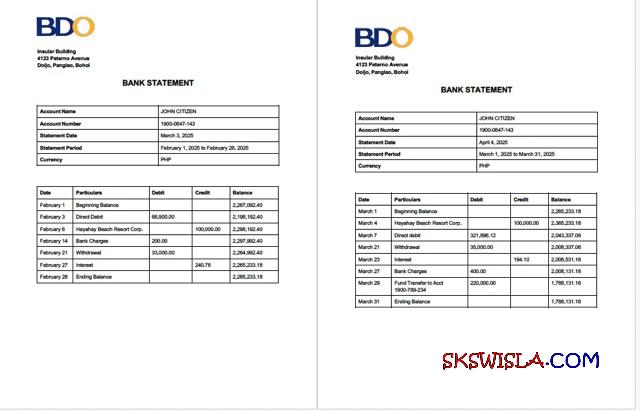 BDO
Insular Building
4123 Paterno Avenue
Doljo, Panglao, Bohol
BANK STATEMENT
Account Name JOHN CITIZEN
Account Number 1900-0847-143
Statement Date March 3, 2025
Statement Period February 1, 2025 to February 28, 2025
Currency PHP
Date Particulars Debit Credit Balance
February 1 Beginning Balance 2,267,092.40
February 3 Direct Debit 68,900.00 2,198,192.40
February 6 Hayahay Beach Resort Corp. 100,000.00 2,298,192.40
February 14 Bank Charges 200.00 2,297,992.40
February 21 Withdrawal 33,000.00 2,264,992.40
February 27 Interest 240.78 2,265,233.18
February 28 Ending Balance 2,265,233.18
BDO
Insular Building
4123 Paterno Avenue
Doljo, Panglao, Bohol
BANK STATEMENT
Account Name JOHN CITIZEN
Account Number 1900-0847-143
Statement Date April 4, 2025
Statement Period March 1, 2025 to March 31, 2025
Currency PHP
Date Particulars Debit Credit Balance
March 1 Beginning Balance 2,265,233.18
March 4 Hayahay Beach Resort Corp. 100,000.00 2,365,233.18
March 7 Direct debit 321,896.12 2,043,337.06
March 21 Withdrawal 35,000.00 2,008,337.06
March 23 Interest 194.10 2,008,531.16
March 27 Bank Charges 400.00 2,008,131.16
March 29 Fund Transfer to Acct 220,000.00 1,788,131.16
1900-789-234
March 31 Ending Balance 1,788,131.16
SKSWISLA.COM